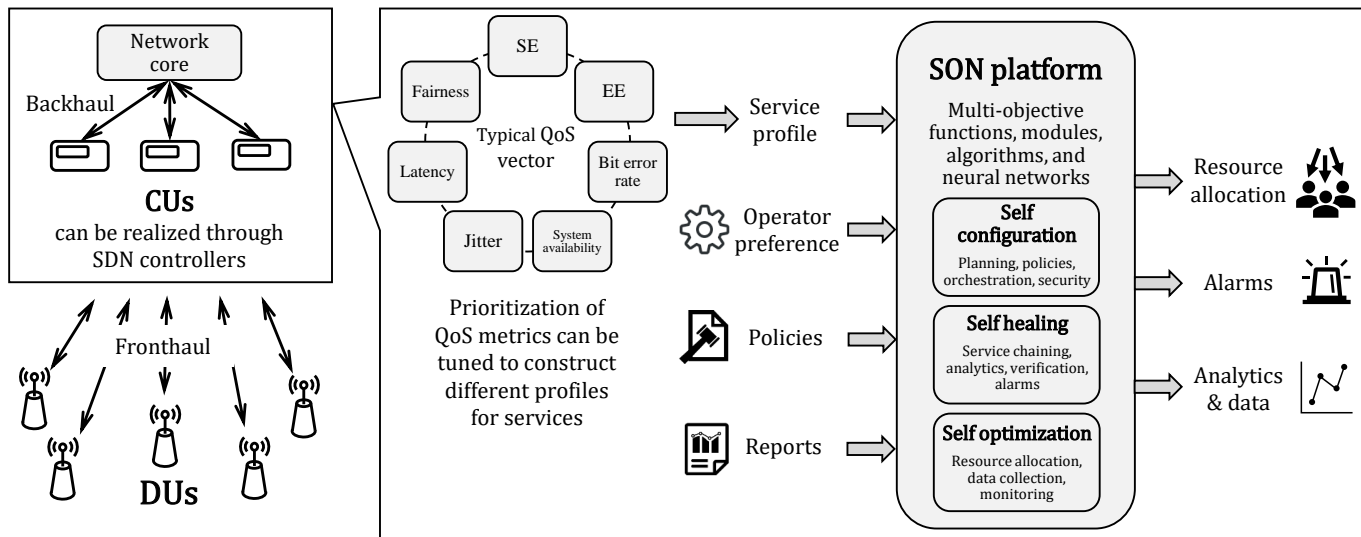 Network
core
Backhaul
CUs
can be realized through
SDN controllers
Fronthaul
DUs
SE
Fairness
EE
Typical QoS
vector
Latency
Bit error
rate
Jitter
System
availability
Prioritization of
QoS metrics can be
tuned to construct
different profiles
for services
Service
profile
Operator
preference
Policies
Reports
SON platform
Multi-objective
functions, modules,
algorithms, and
neural networks
Self
configuration
Planning, policies,
orchestration, security
Self healing
Service chaining,
analytics, verification,
alarms
Self optimization
Resource allocation,
data collection,
monitoring
Resource
allocation
Alarms
Analytics
& data